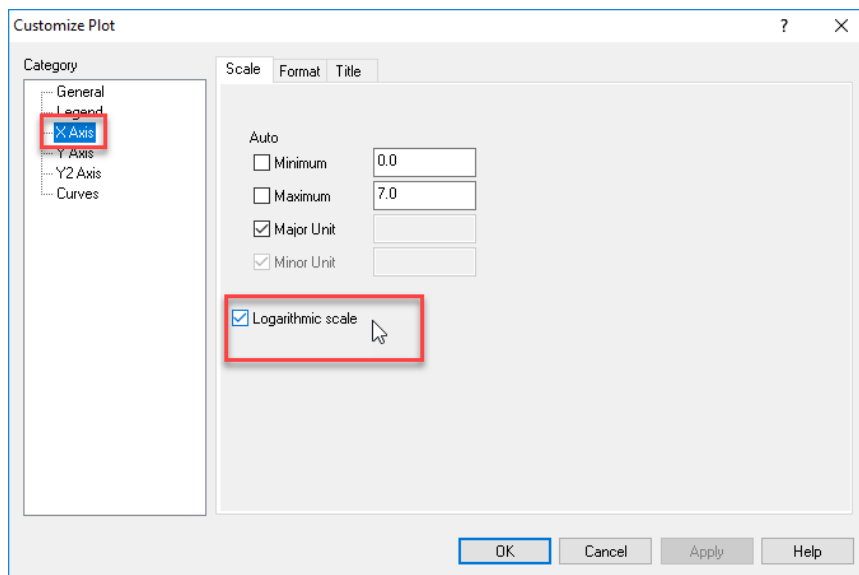 Customize Plot
?
Category
General
Legend
X Axis
Y Axis
Y2 Axis
Curves
Scale Format Title
Auto
Minimum 0.0
Maximum 7.0
Major Unit
Minor Unit
Logarithmic scale
OK Cancel Apply Help